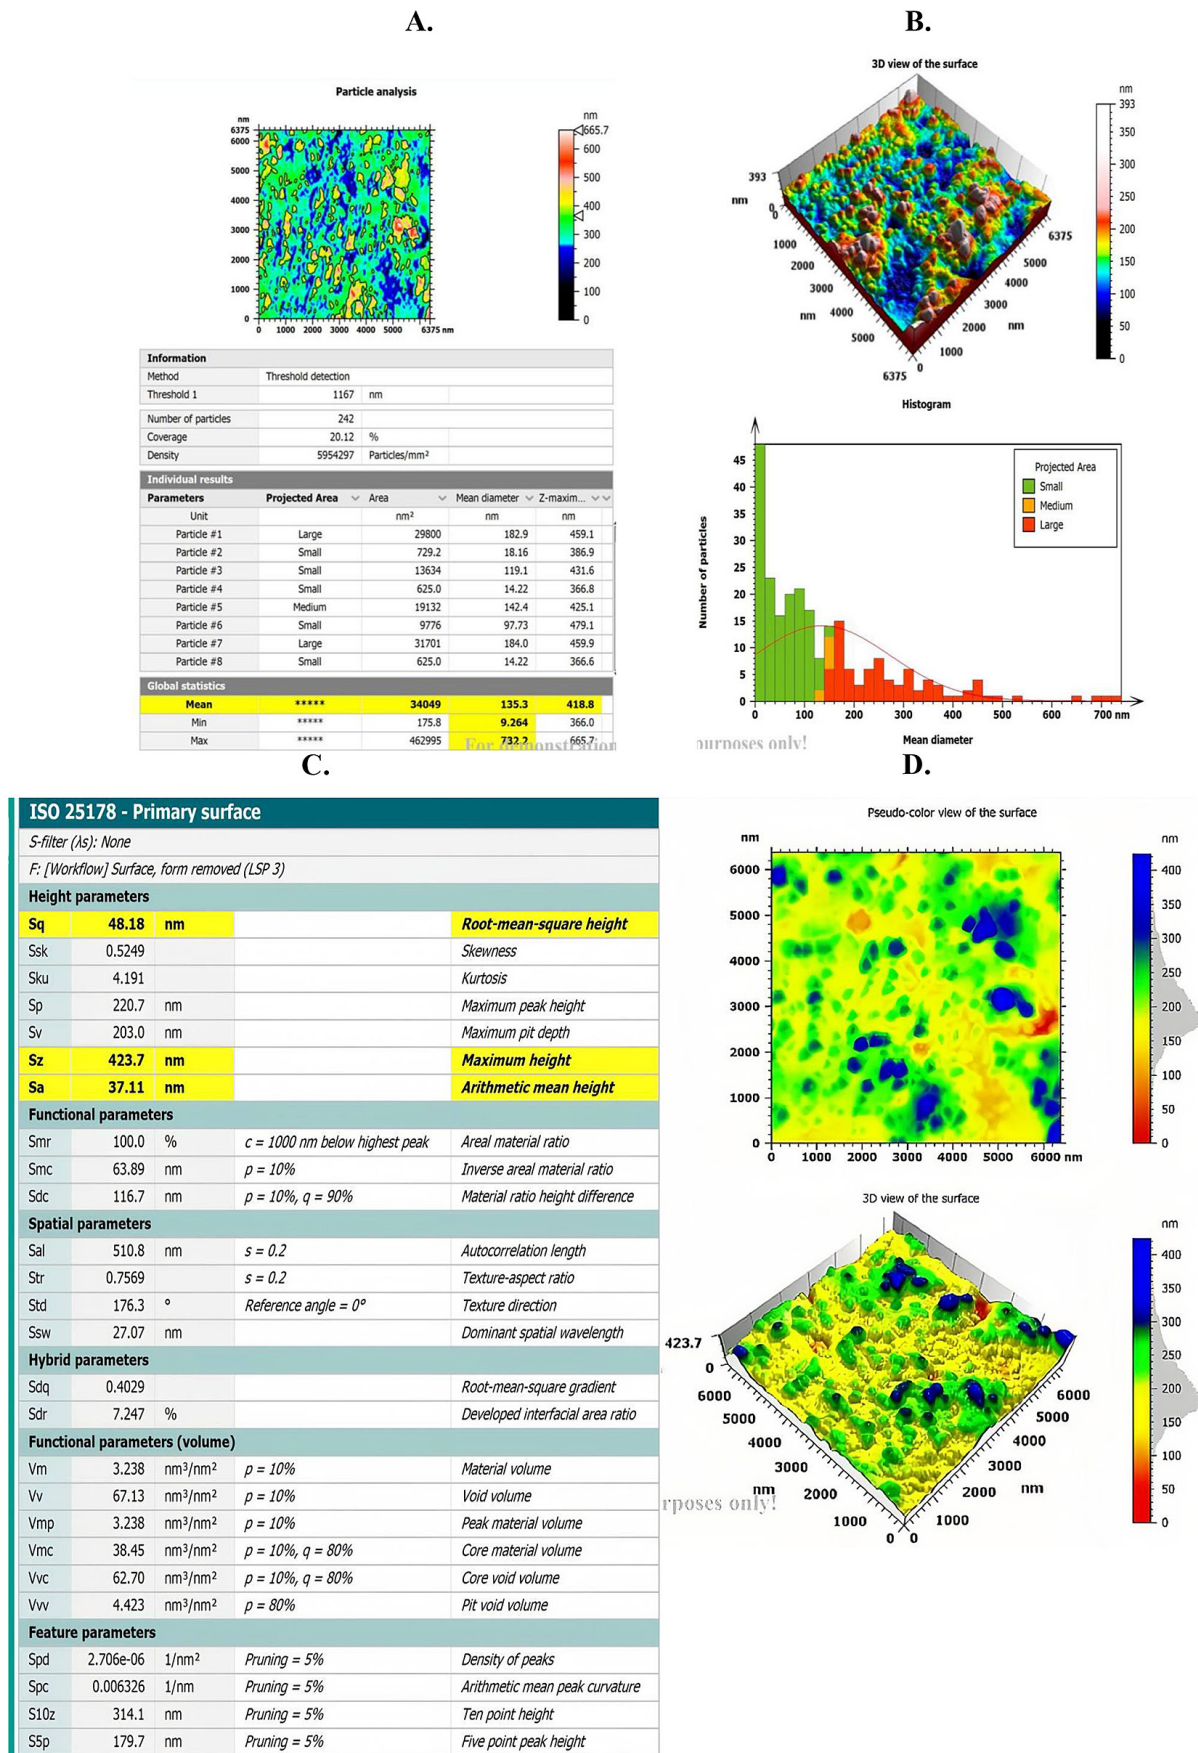 A.
Particle analysis
nm
6375
6000
5000
4000
3000
2000
1000
0
0 1000 2000 3000 4000 5000 6375 nm
nm
665.7
600
500
400
300
200
100
0
Information
Method Threshold detection
Threshold 1 1167 nm
Number of particles 242
Coverage 20.12 %
Density 5954297 Particles/mm²
Individual results
Parameters Projected Area Area Mean diameter Z-maxim...
Unit nm² nm nm
Particle #1 Large 29800 182.9 459.1
Particle #2 Small 729.2 18.16 386.9
Particle #3 Small 13634 119.1 431.6
Particle #4 Small 625.0 14.22 366.8
Particle #5 Medium 19132 142.4 425.1
Particle #6 Small 9776 97.73 479.1
Particle #7 Large 31701 184.0 459.9
Particle #8 Small 625.0 14.22 366.6
Global statistics
Mean ***** 34049 135.3 418.8
Min ***** 175.8 9.264 366.0
Max ***** 462995 732.2 665.7
For demonstration
B.
3D view of the surface
393
nm
0
0
1000
2000
3000
nm 4000
5000
6375
0
1000
2000
nm
3000
4000
5000
6375
nm
393
350
300
250
200
150
100
50
0
Histogram
Number of particles
45
40
35
30
25
20
15
10
5
0
Projected Area
Small
Medium
Large
0 100 200 300 400 500 600 700 nm
Mean diameter
purposes only!
C.
ISO 25178 - Primary surface
S-filter (λs): None
F: [Workflow] Surface, form removed (LSP 3)
Height parameters
Sq 48.18 nm Root-mean-square height
Ssk 0.5249 Skewness
Sku 4.191 Kurtosis
Sp 220.7 nm Maximum peak height
Sv 203.0 nm Maximum pit depth
Sz 423.7 nm Maximum height
Sa 37.11 nm Arithmetic mean height
Functional parameters
Smr 100.0 % c = 1000 nm below highest peak Areal material ratio
Smc 63.89 nm p = 10% Inverse areal material ratio
Sdc 116.7 nm p = 10%, q = 90% Material ratio height difference
Spatial parameters
Sal 510.8 nm s = 0.2 Autocorrelation length
Str 0.7569 s = 0.2 Texture-aspect ratio
Std 176.3 ° Reference angle = 0° Texture direction
Ssw 27.07 nm Dominant spatial wavelength
Hybrid parameters
Sdq 0.4029 Root-mean-square gradient
Sdr 7.247 % Developed interfacial area ratio
Functional parameters (volume)
Vm 3.238 nm³/nm² p = 10% Material volume
Vv 67.13 nm³/nm² p = 10% Void volume
Vmp 3.238 nm³/nm² p = 10% Peak material volume
Vmc 38.45 nm³/nm² p = 10%, q = 80% Core material volume
Vvc 62.70 nm³/nm² p = 10%, q = 80% Core void volume
Vvv 4.423 nm³/nm² p = 80% Pit void volume
Feature parameters
Spd 2.706e-06 1/nm² Pruning = 5% Density of peaks
Spc 0.006326 1/nm Pruning = 5% Arithmetic mean peak curvature
S10z 314.1 nm Pruning = 5% Ten point height
S5p 179.7 nm Pruning = 5% Five point peak height
D.
Pseudo-color view of the surface
nm
6000
5000
4000
3000
2000
1000
0
0 1000 2000 3000 4000 5000 6000 nm
nm
400
350
300
250
200
150
100
50
0
3D view of the surface
423.7
0
6000
5000
4000
3000
nm 2000
1000
0
0
1000
2000
nm
3000
4000
5000
6000
nm
400
350
300
250
200
150
100
50
0
rposes only!